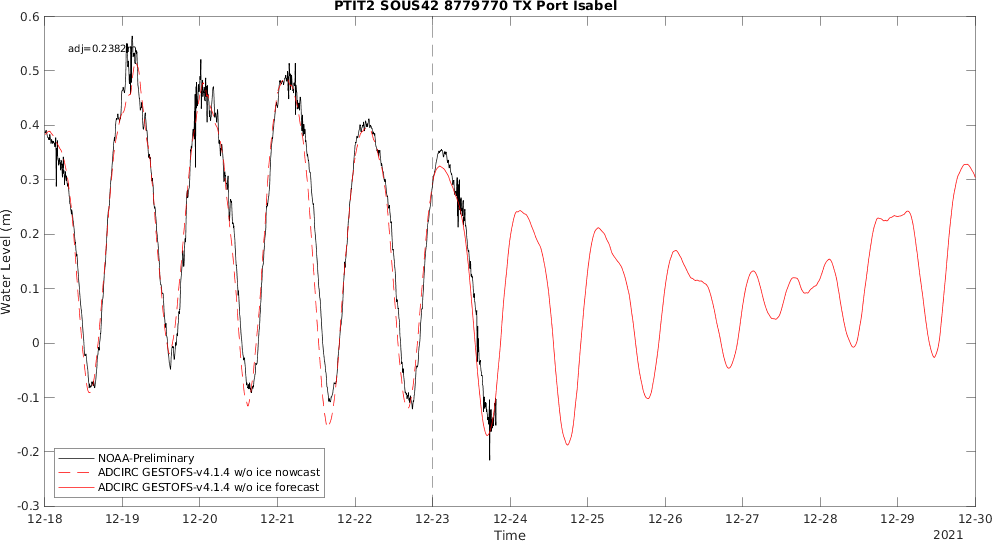 PTIT2 SOUS42 8779770 TX Port Isabel
0.6
0.5
0.4
0.3
0.2
0.1
0
-0.1
-0.2
-0.3
Water Level (m)
adj=0.2382
NOAA-Preliminary
ADCIRC GESTOFS-v4.1.4 w/o ice nowcast
ADCIRC GESTOFS-v4.1.4 w/o ice forecast
12-18 12-19 12-20 12-21 12-22 12-23 12-24 12-25 12-26 12-27 12-28 12-29 12-30
Time
2021